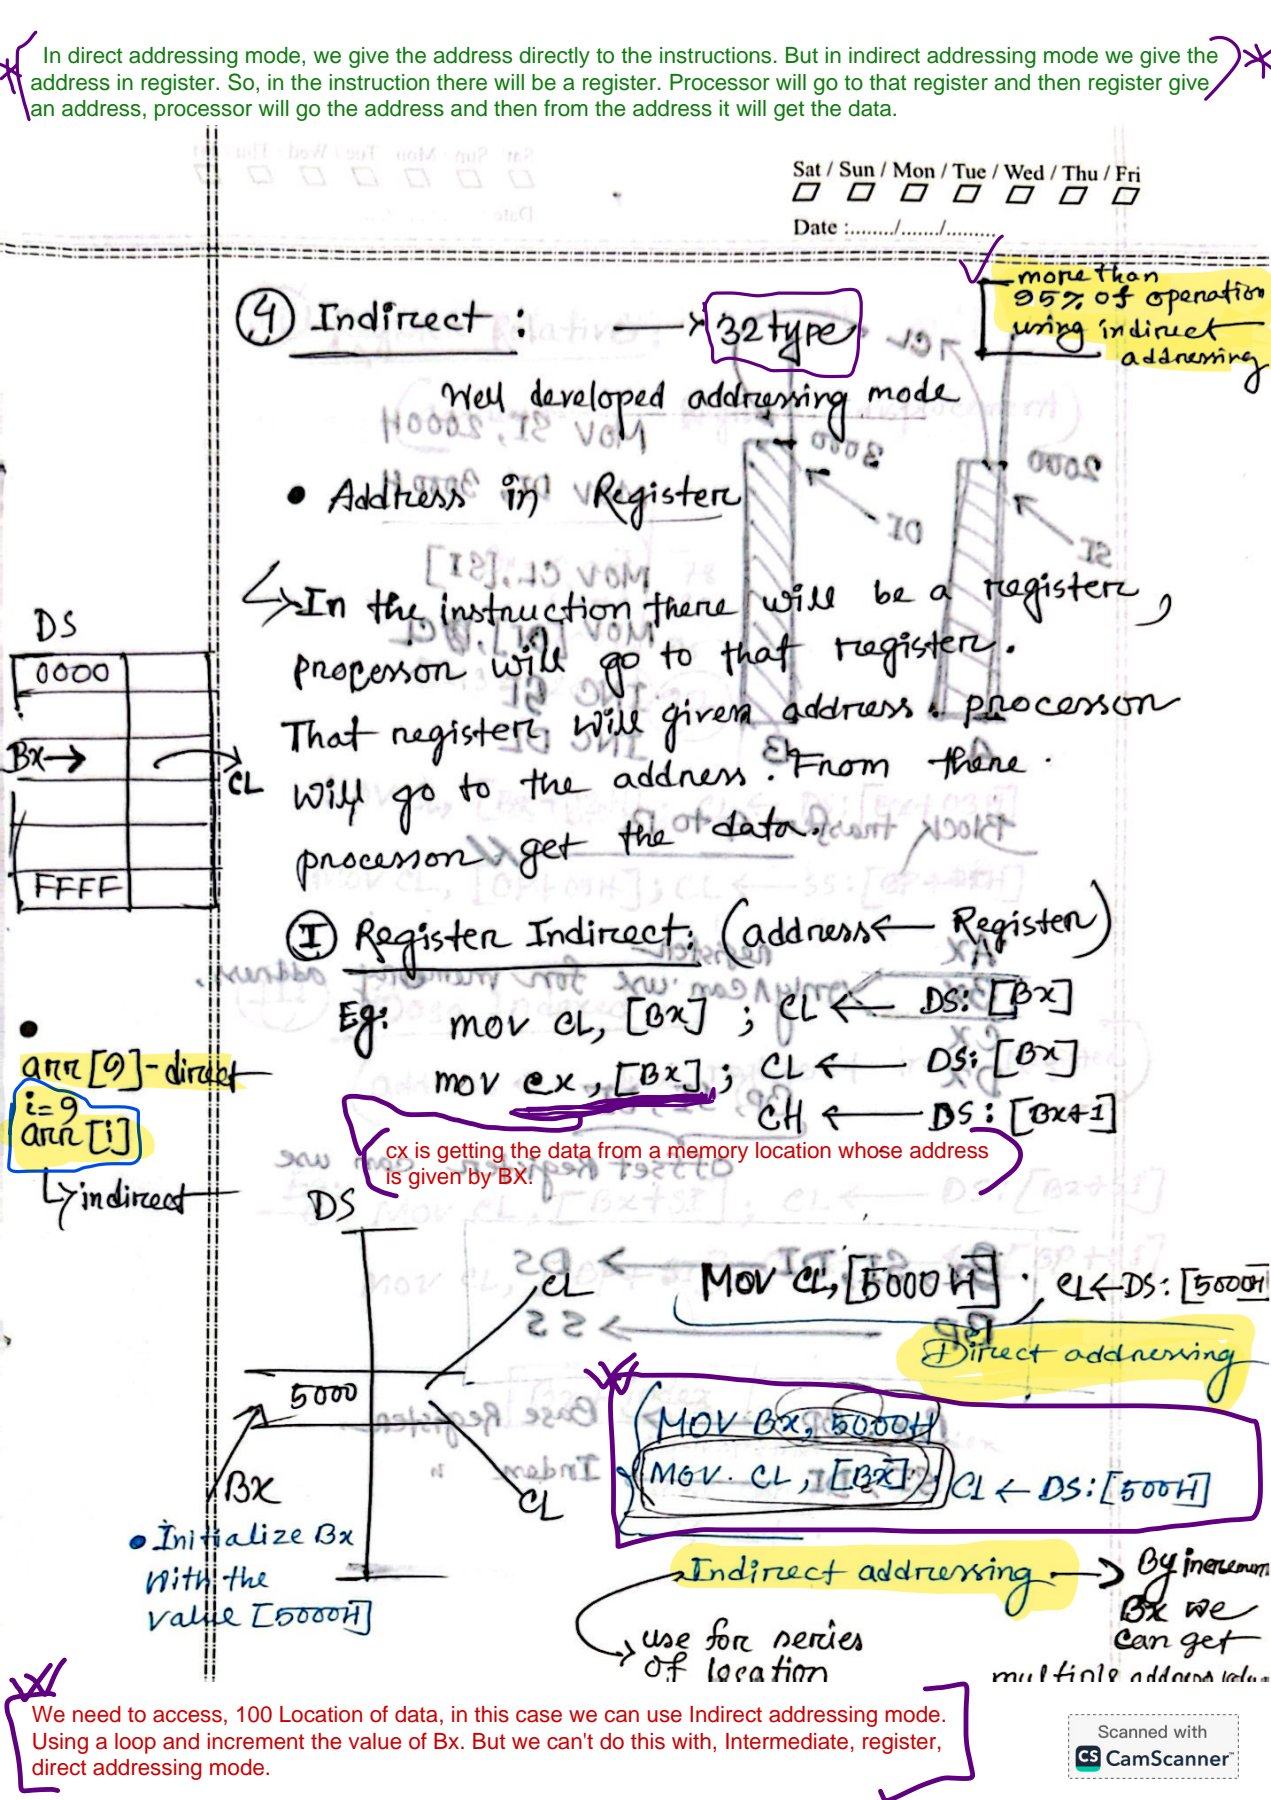 In direct addressing mode, we give the address directly to the instructions. But in indirect addressing mode we give the
address in register. So, in the instruction there will be a register. Processor will go to that register and then register give
an address, processor will go the address and then from the address it will get the data.
Sat / Sun / Mon / Tue / Wed / Thu / Fri
Date :......../......./..........
more than
95% of operation
using indirect
addressing
4 Indirect : → 32 type
Well developed addressing mode
• Address in Register
↳ In the instruction there will be a register,
processor will go to that register.
That register will given address. processor
will go to the address. From there
processor get the data.
DS
0000
Bx→
CL
FFFF
I Register Indirect: (address ← Register)
Eg: mov CL, [Bx] ; CL ← DS: [Bx]
mov cx, [Bx] ; CL ← DS: [Bx]
CH ← DS: [Bx+1]
cx is getting the data from a memory location whose address
is given by BX.
•
arr [9] - direct
i=9
arr [i]
↳ indirect
DS
CL
5000
BX
CL
• Initialize Bx
with the
value [5000H]
MOV CL, [5000H] ; CL ← DS: [5000H
Direct addressing
MOV Bx, 5000H
MOV CL, [BX] ; CL ← DS: [500H]
Indirect addressing → By increm
Bx we
can get
multiple address
↳ use for series
of location
We need to access, 100 Location of data, in this case we can use Indirect addressing mode.
Using a loop and increment the value of Bx. But we can't do this with, Intermediate, register,
direct addressing mode.
Scanned with
CS CamScanner